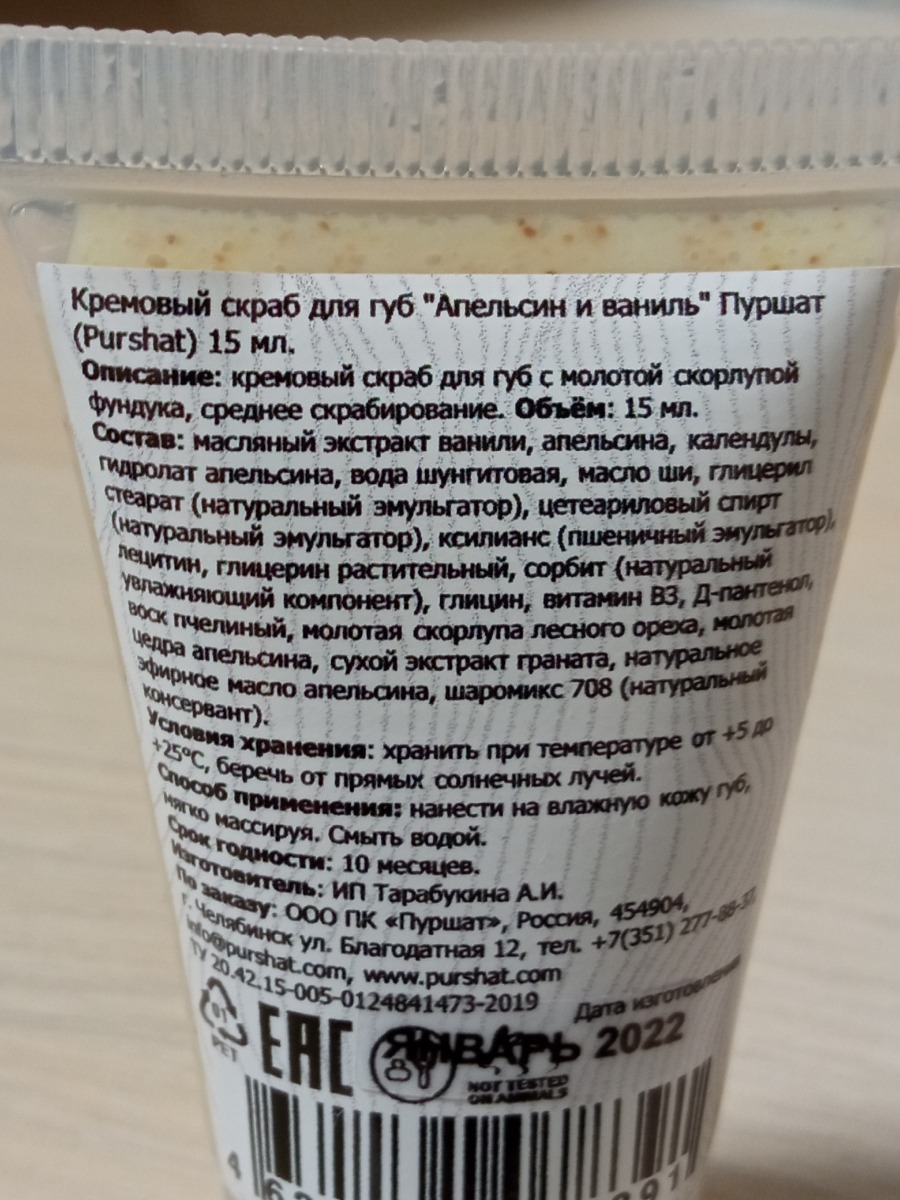 Кремовый скраб для губ "Апельсин и ваниль" Пуршат
(Purshat) 15 мл.
Описание: кремовый скраб для губ с молотой скорлупой
фундука, среднее скрабирование. Объём: 15 мл.
Состав: масляный экстракт ванили, апельсина, календулы,
гидролат апельсина, вода шунгитовая, масло ши, глицерил
стеарат (натуральный эмульгатор), цетеариловый спирт
(натуральный эмульгатор), ксилианс (пшеничный эмульгатор),
лецитин, глицерин растительный, сорбит (натуральный
увлажняющий компонент), глицин, витамин В3, Д-пантенол,
воск пчелиный, молотая скорлупа лесного ореха, молотая
цедра апельсина, сухой экстракт граната, натуральное
эфирное масло апельсина, шаромикс 708 (натуральный
консервант).
Условия хранения: хранить при температуре от +5 до
+25°С, беречь от прямых солнечных лучей.
Способ применения: нанести на влажную кожу губ,
мягко массируя. Смыть водой.
Срок годности: 10 месяцев.
Изготовитель: ИП Тарабукина А.И.
По заказу: ООО ПК «Пуршат», Россия, 454904,
г. Челябинск ул. Благодатная 12, тел. +7(351) 277-88-37,
info@purshat.com, www.purshat.com
ТУ 20.42.15-005-0124841473-2019
Дата изготовления
01
PET
EAC
ЯНВАРЬ 2022
NOT TESTED
ON ANIMALS